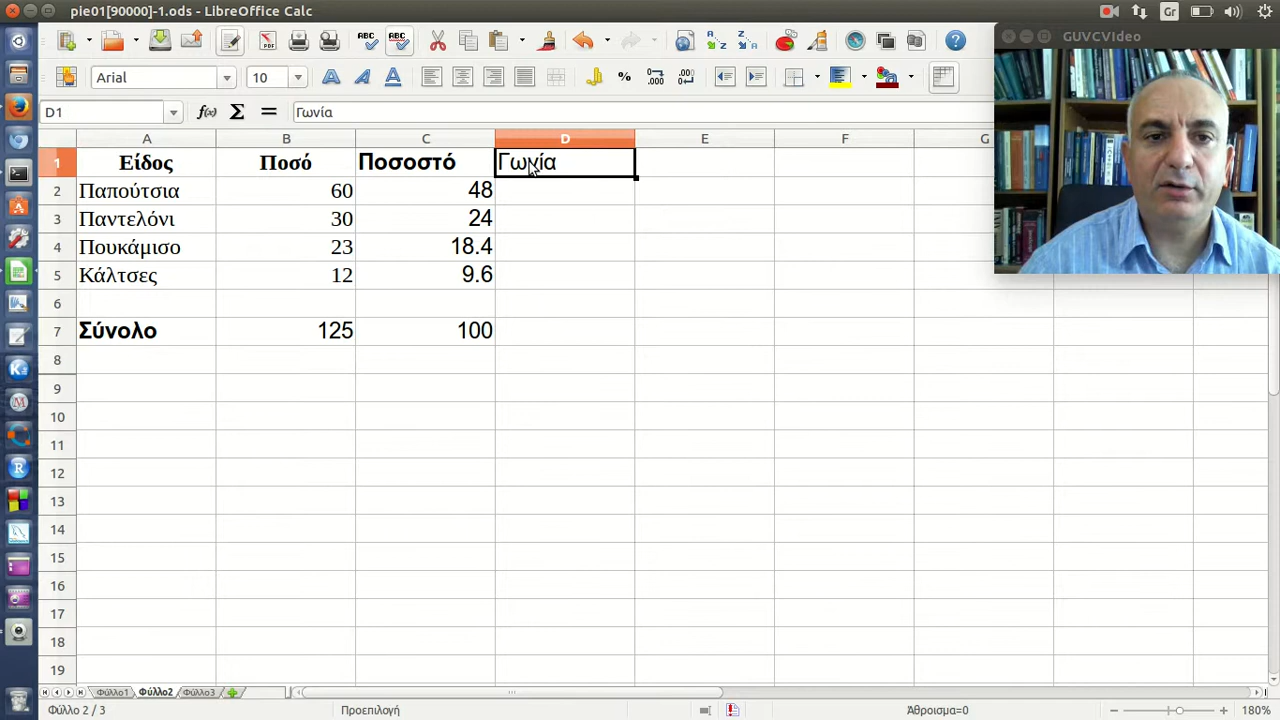 pie01[90000]-1.ods - LibreOffice Calc
Gr
GUVCVIdeo
Arial
10
D1
Γωνία
A B C D E F G
1 Είδος Ποσό Ποσοστό Γωνία
2 Παπούτσια 60 48
3 Παντελόνι 30 24
4 Πουκάμισο 23 18.4
5 Κάλτσες 12 9.6
6
7 Σύνολο 125 100
8
9
10
11
12
13
14
15
16
17
18
19
Φύλλο1 Φύλλο2 Φύλλο3
Φύλλο 2 / 3 Προεπιλογή Άθροισμα=0 180%